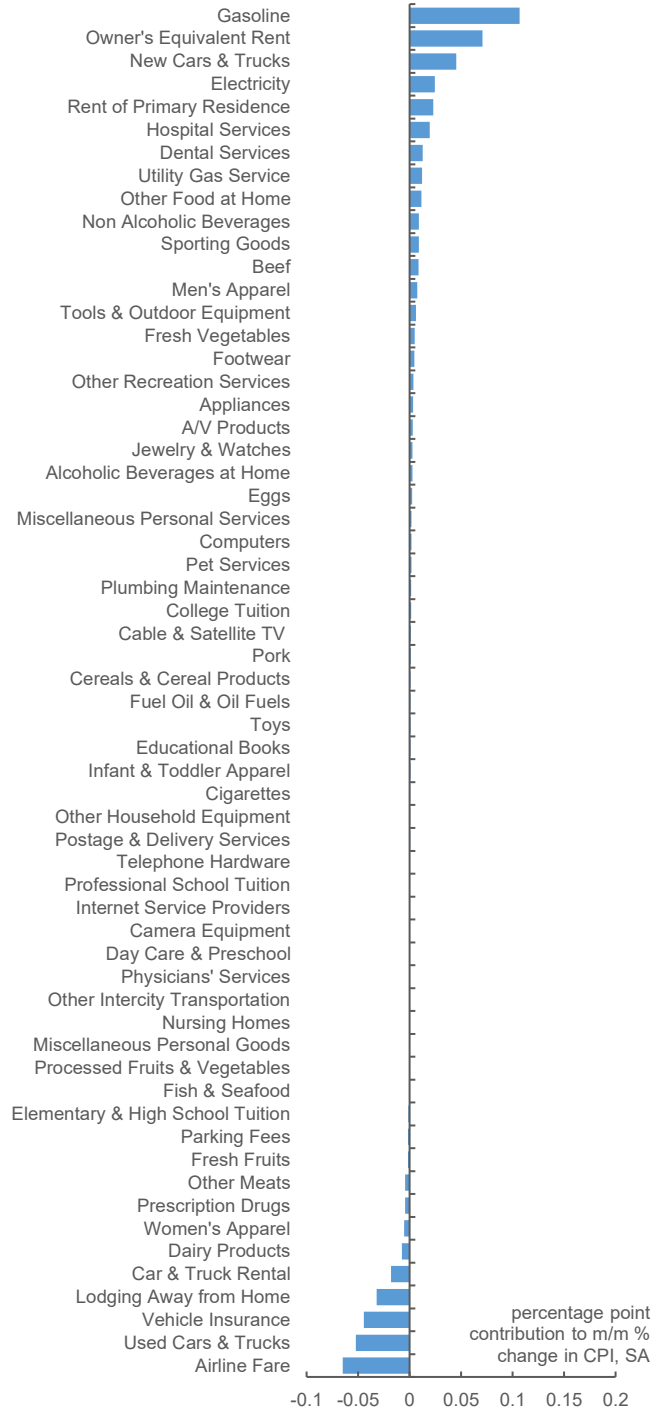 Gasoline
Owner's Equivalent Rent
New Cars & Trucks
Electricity
Rent of Primary Residence
Hospital Services
Dental Services
Utility Gas Service
Other Food at Home
Non Alcoholic Beverages
Sporting Goods
Beef
Men's Apparel
Tools & Outdoor Equipment
Fresh Vegetables
Footwear
Other Recreation Services
Appliances
A/V Products
Jewelry & Watches
Alcoholic Beverages at Home
Eggs
Miscellaneous Personal Services
Computers
Pet Services
Plumbing Maintenance
College Tuition
Cable & Satellite TV
Pork
Cereals & Cereal Products
Fuel Oil & Oil Fuels
Toys
Educational Books
Infant & Toddler Apparel
Cigarettes
Other Household Equipment
Postage & Delivery Services
Telephone Hardware
Professional School Tuition
Internet Service Providers
Camera Equipment
Day Care & Preschool
Physicians' Services
Other Intercity Transportation
Nursing Homes
Miscellaneous Personal Goods
Processed Fruits & Vegetables
Fish & Seafood
Elementary & High School Tuition
Parking Fees
Fresh Fruits
Other Meats
Prescription Drugs
Women's Apparel
Dairy Products
Car & Truck Rental
Lodging Away from Home
Vehicle Insurance
Used Cars & Trucks
Airline Fare
percentage point
contribution to m/m %
change in CPI, SA
-0.1 -0.05 0 0.05 0.1 0.15 0.2